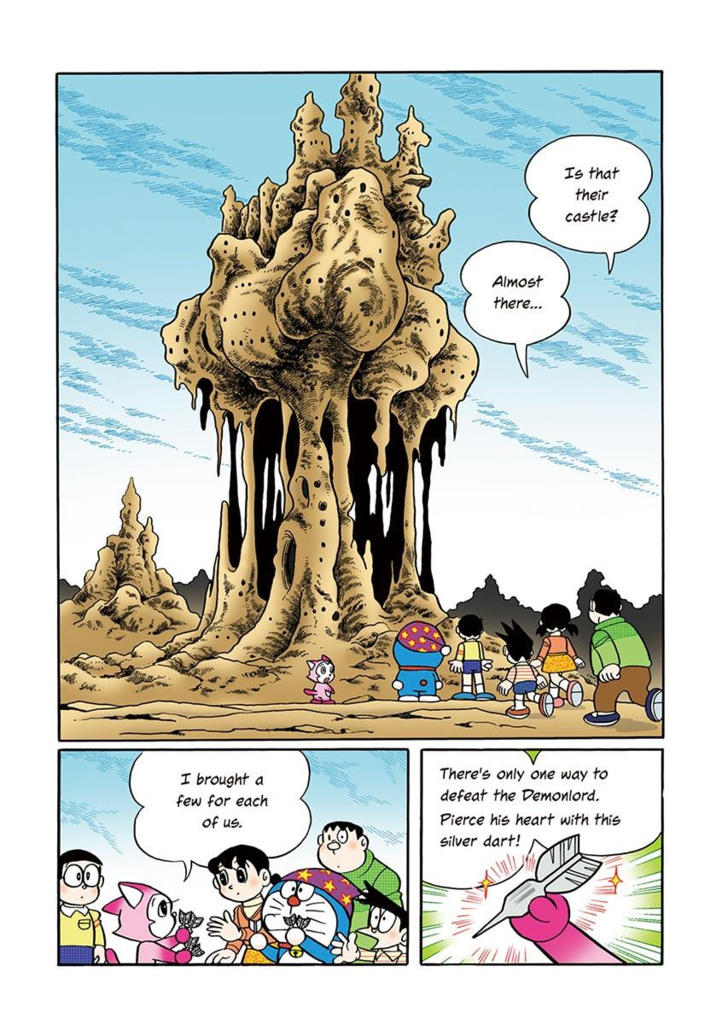 Is that
their
castle?
Almost
there...
I brought a
few for each
of us.
There's only one way to
defeat the Demonlord.
Pierce his heart with this
silver dart!